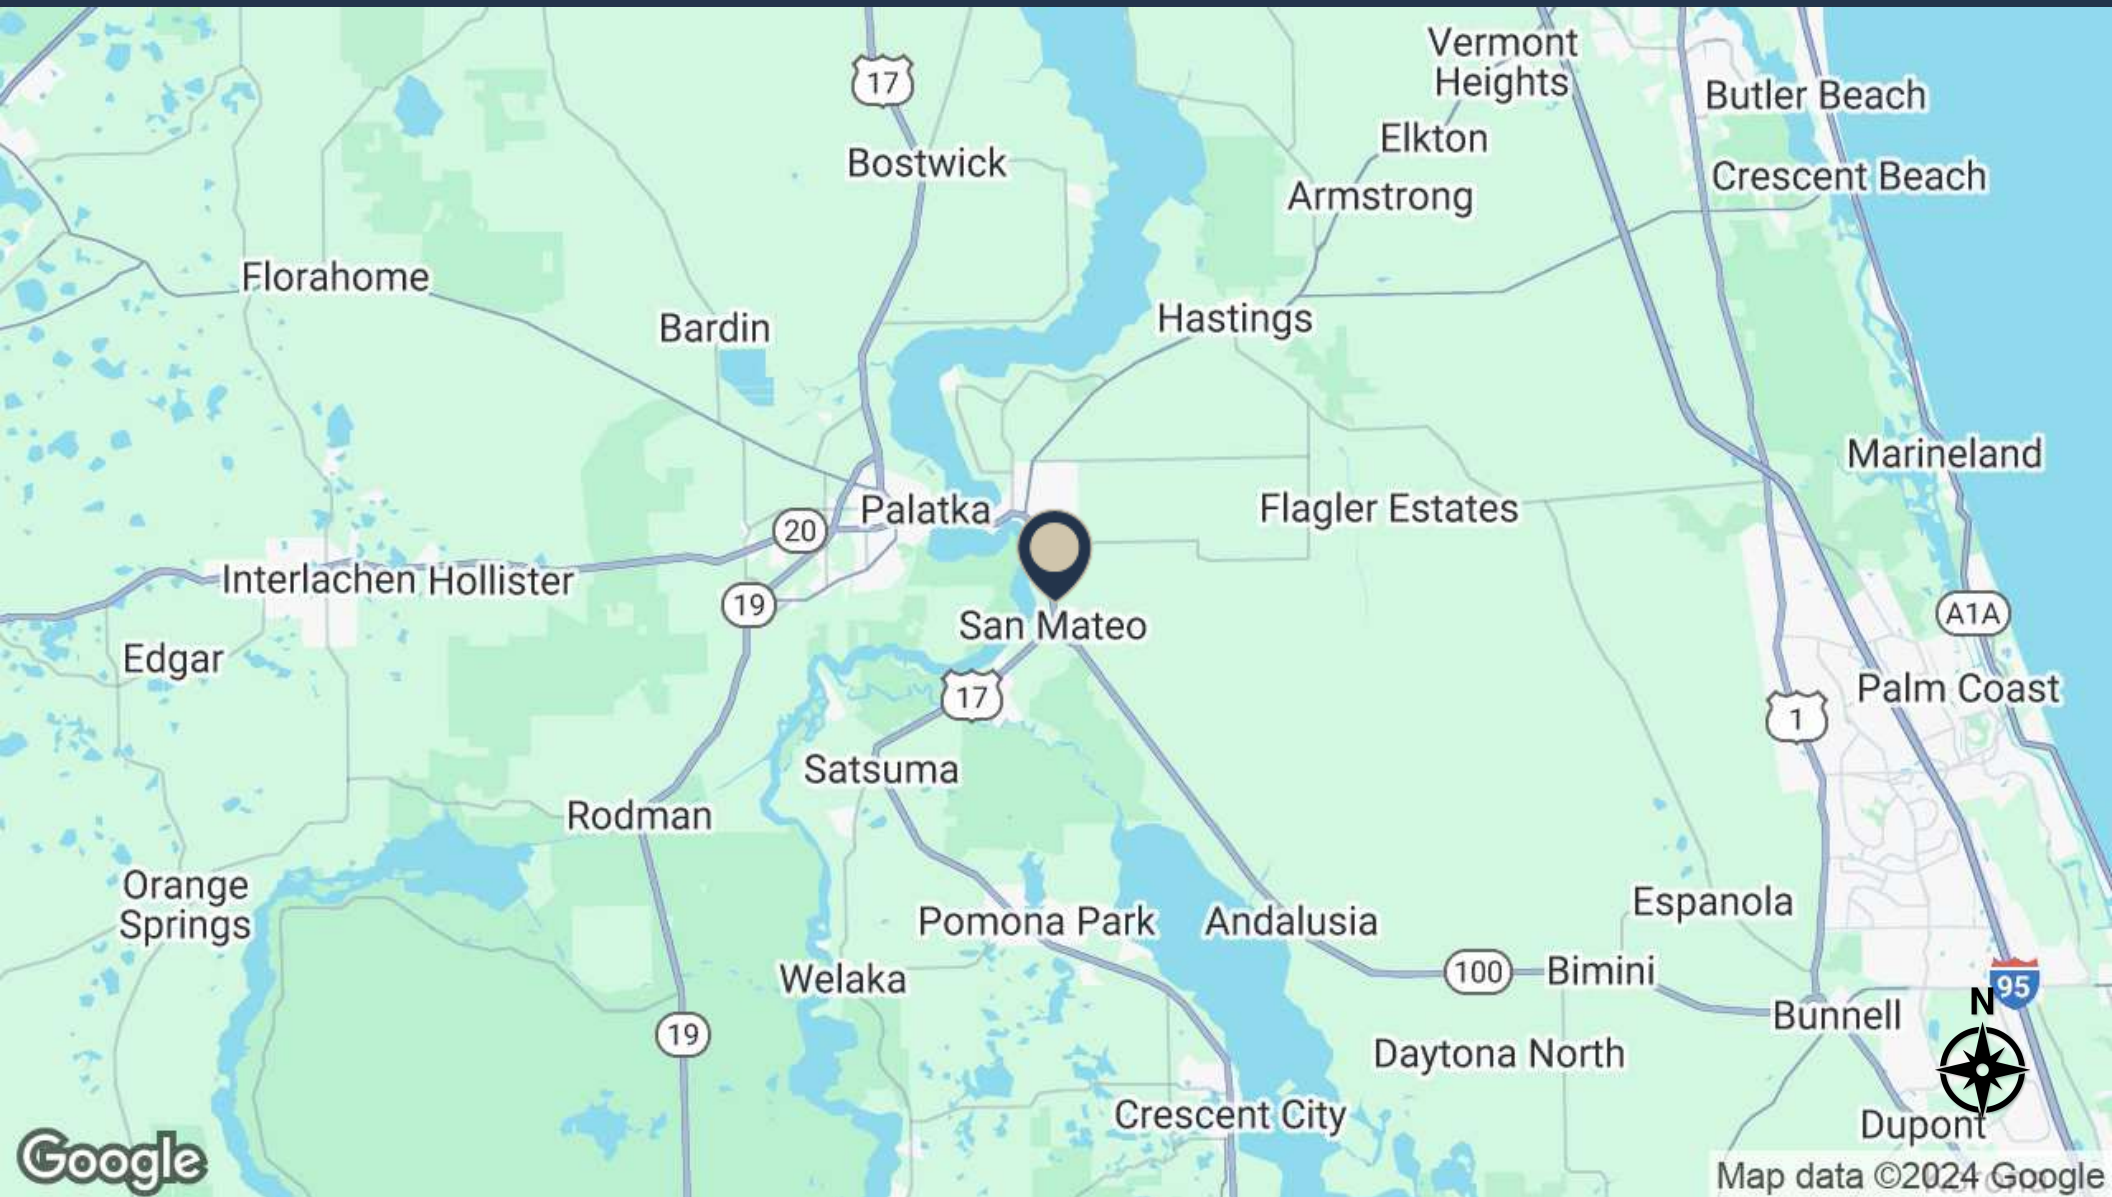 Vermont
Heights
17
Butler Beach
Elkton
Bostwick
Crescent Beach
Armstrong
Florahome
Hastings
Bardin
Marineland
Palatka
Flagler Estates
20
Interlachen
Hollister
19
A1A
San Mateo
Edgar
Palm Coast
17
1
Satsuma
Rodman
Orange
Springs
Espanola
Pomona Park
Andalusia
100
Bimini
Welaka
95
N
Bunnell
19
Daytona North
Crescent City
Dupont
Google
Map data ©2024 Google